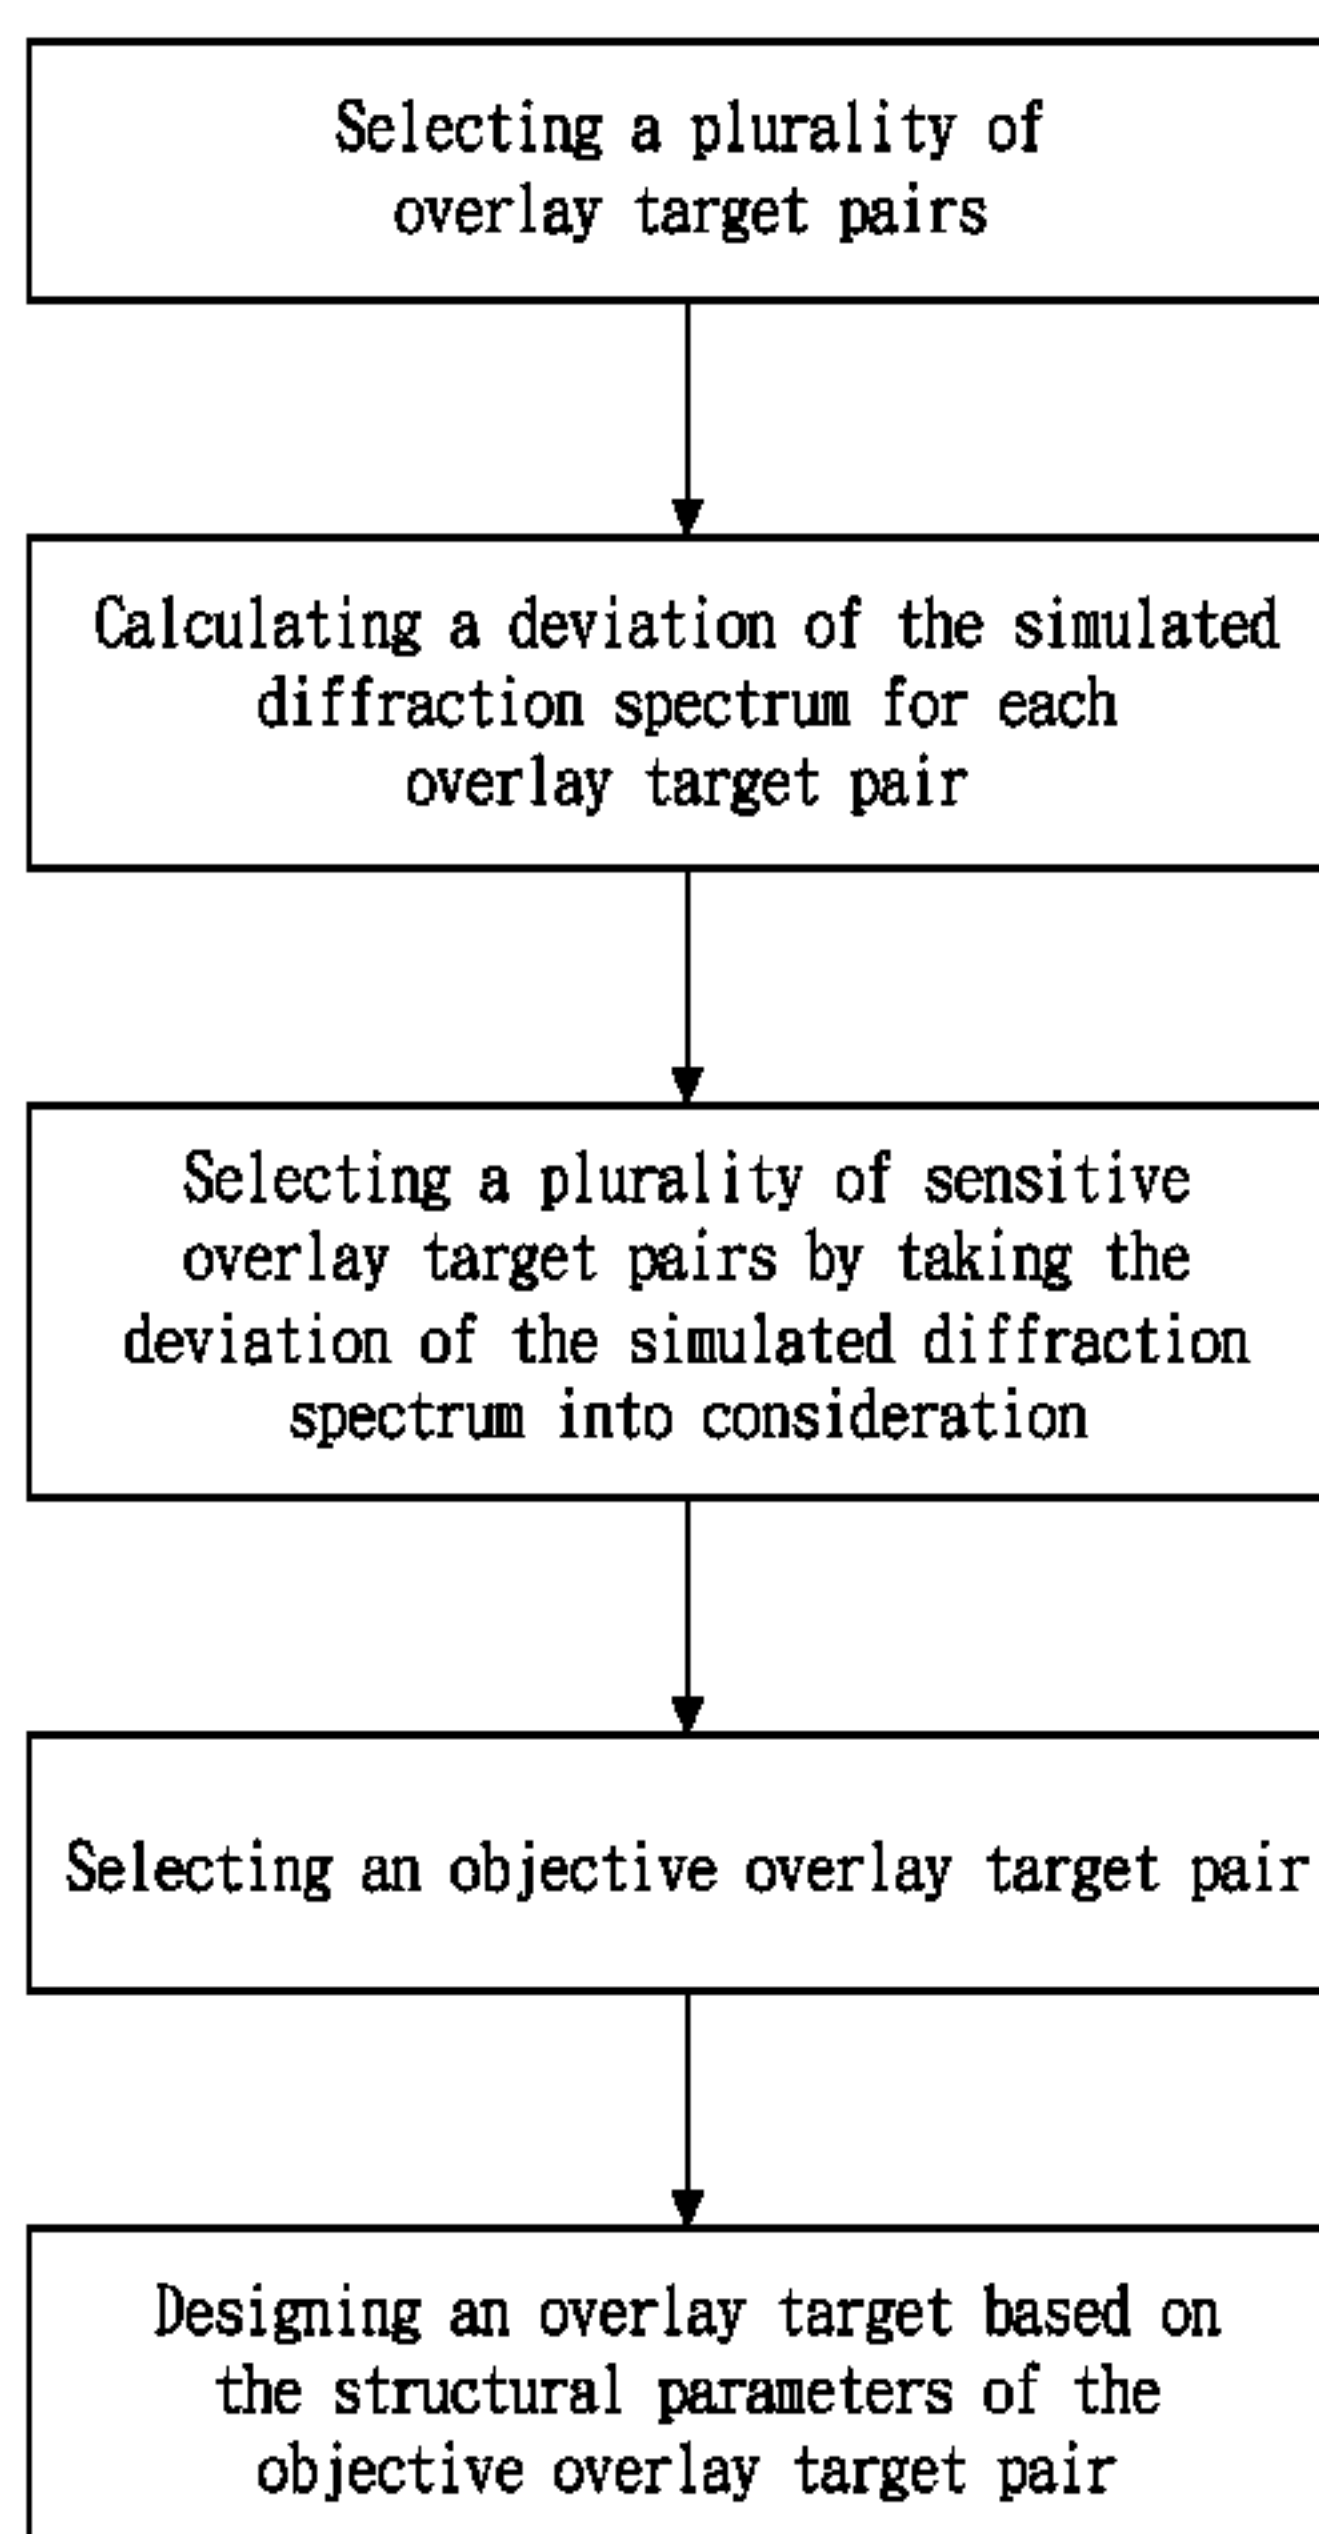 Selecting a plurality of
overlay target pairs
Calculating a deviation of the simulated
diffraction spectrum for each
overlay target pair
Selecting a plurality of sensitive
overlay target pairs by taking the
deviation of the simulated diffraction
spectrum into consideration
Selecting an objective overlay target pair
Designing an overlay target based on
the structural parameters of the
objective overlay target pair